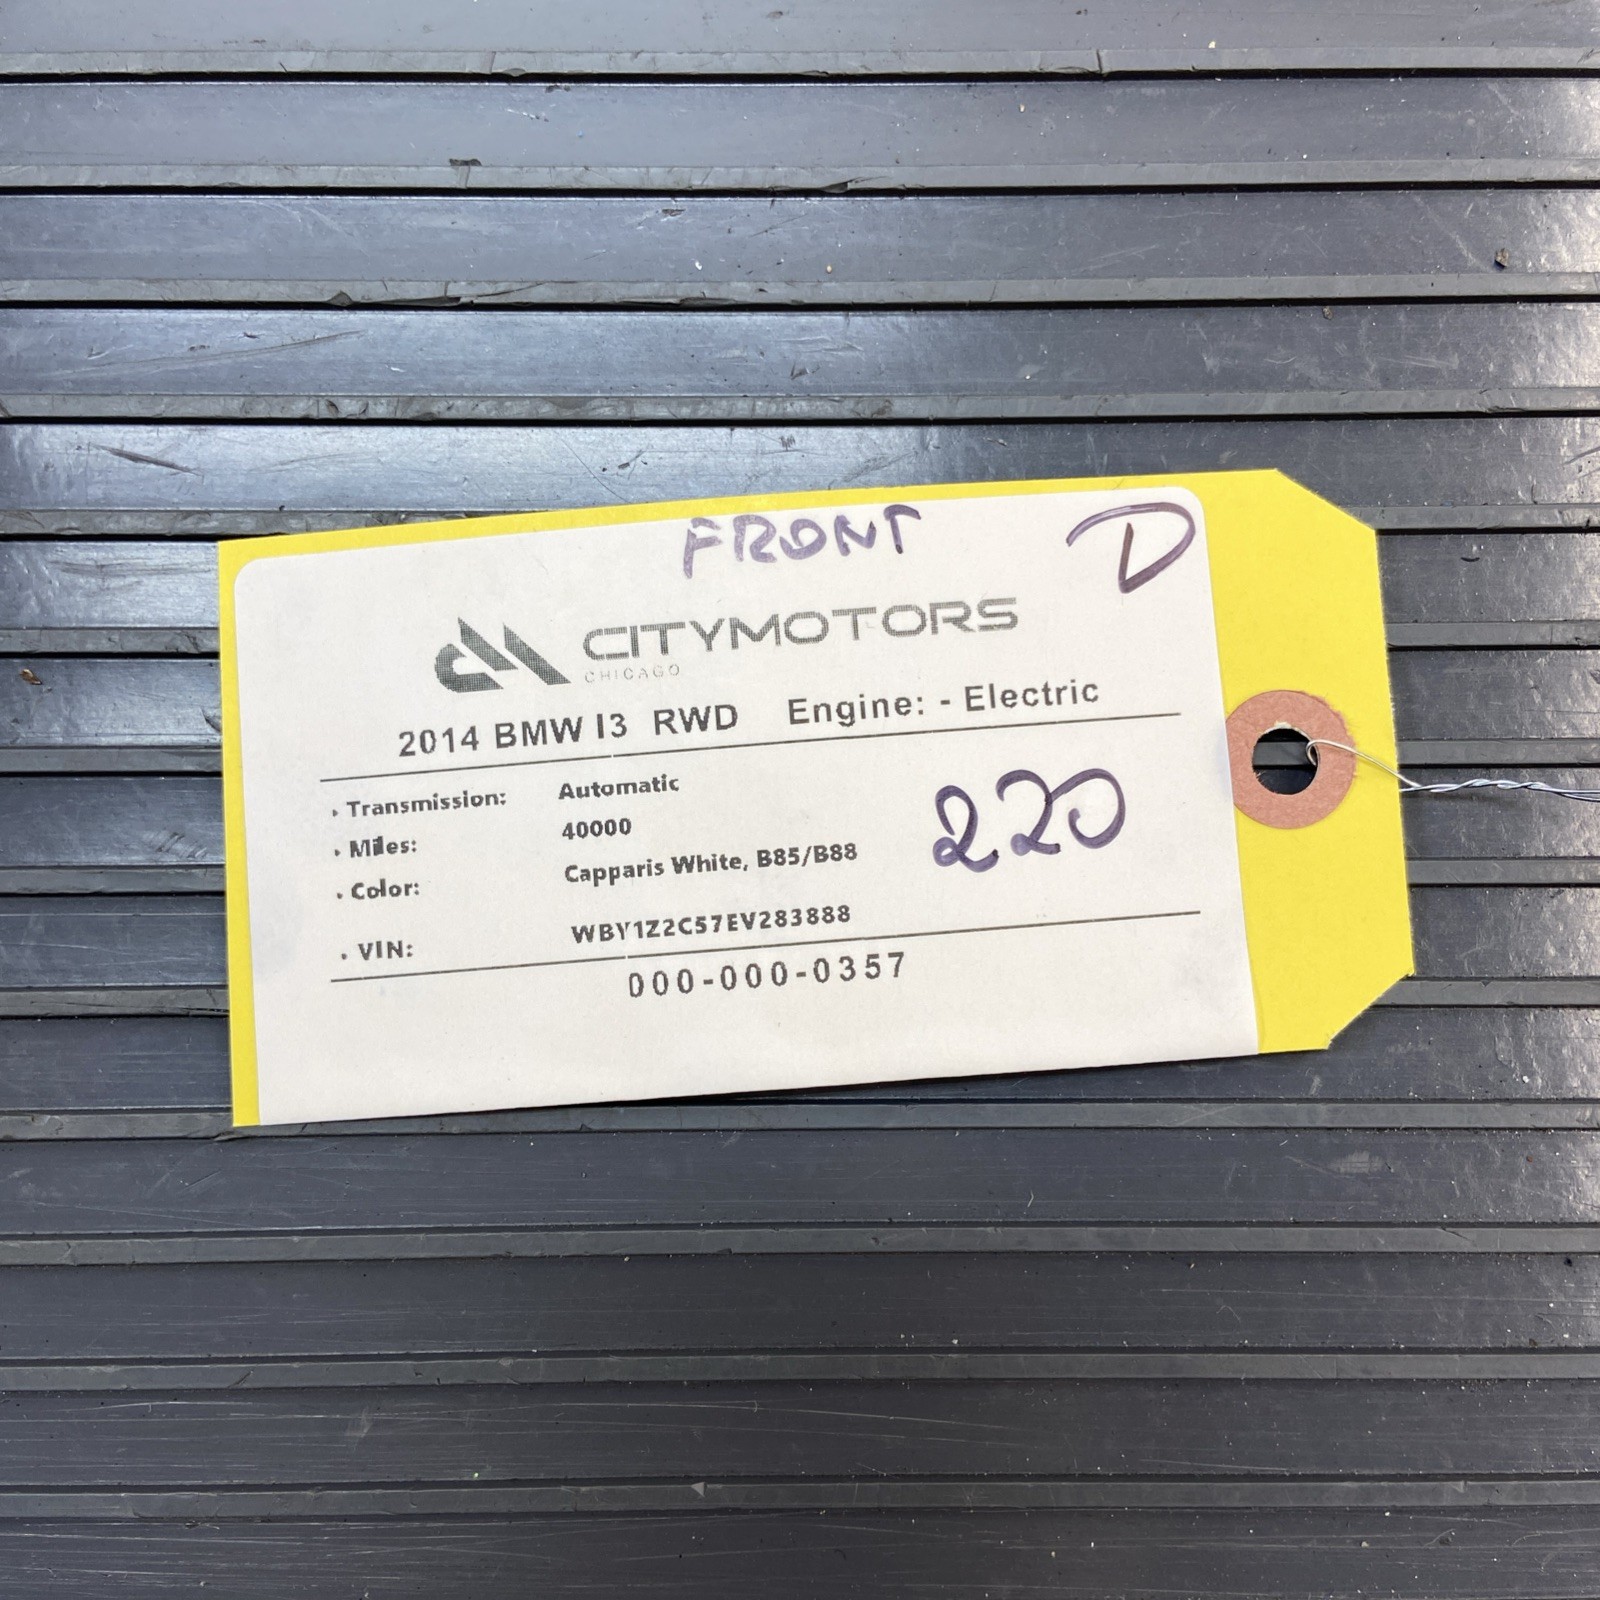 FRONT D
CITYMOTORS
CHICAGO
2014 BMW I3 RWD Engine: - Electric
Transmission: Automatic
Miles: 40000
220
Color: Capparis White, B85/B88
VIN: WBY1Z2C57EV283888
000-000-0357